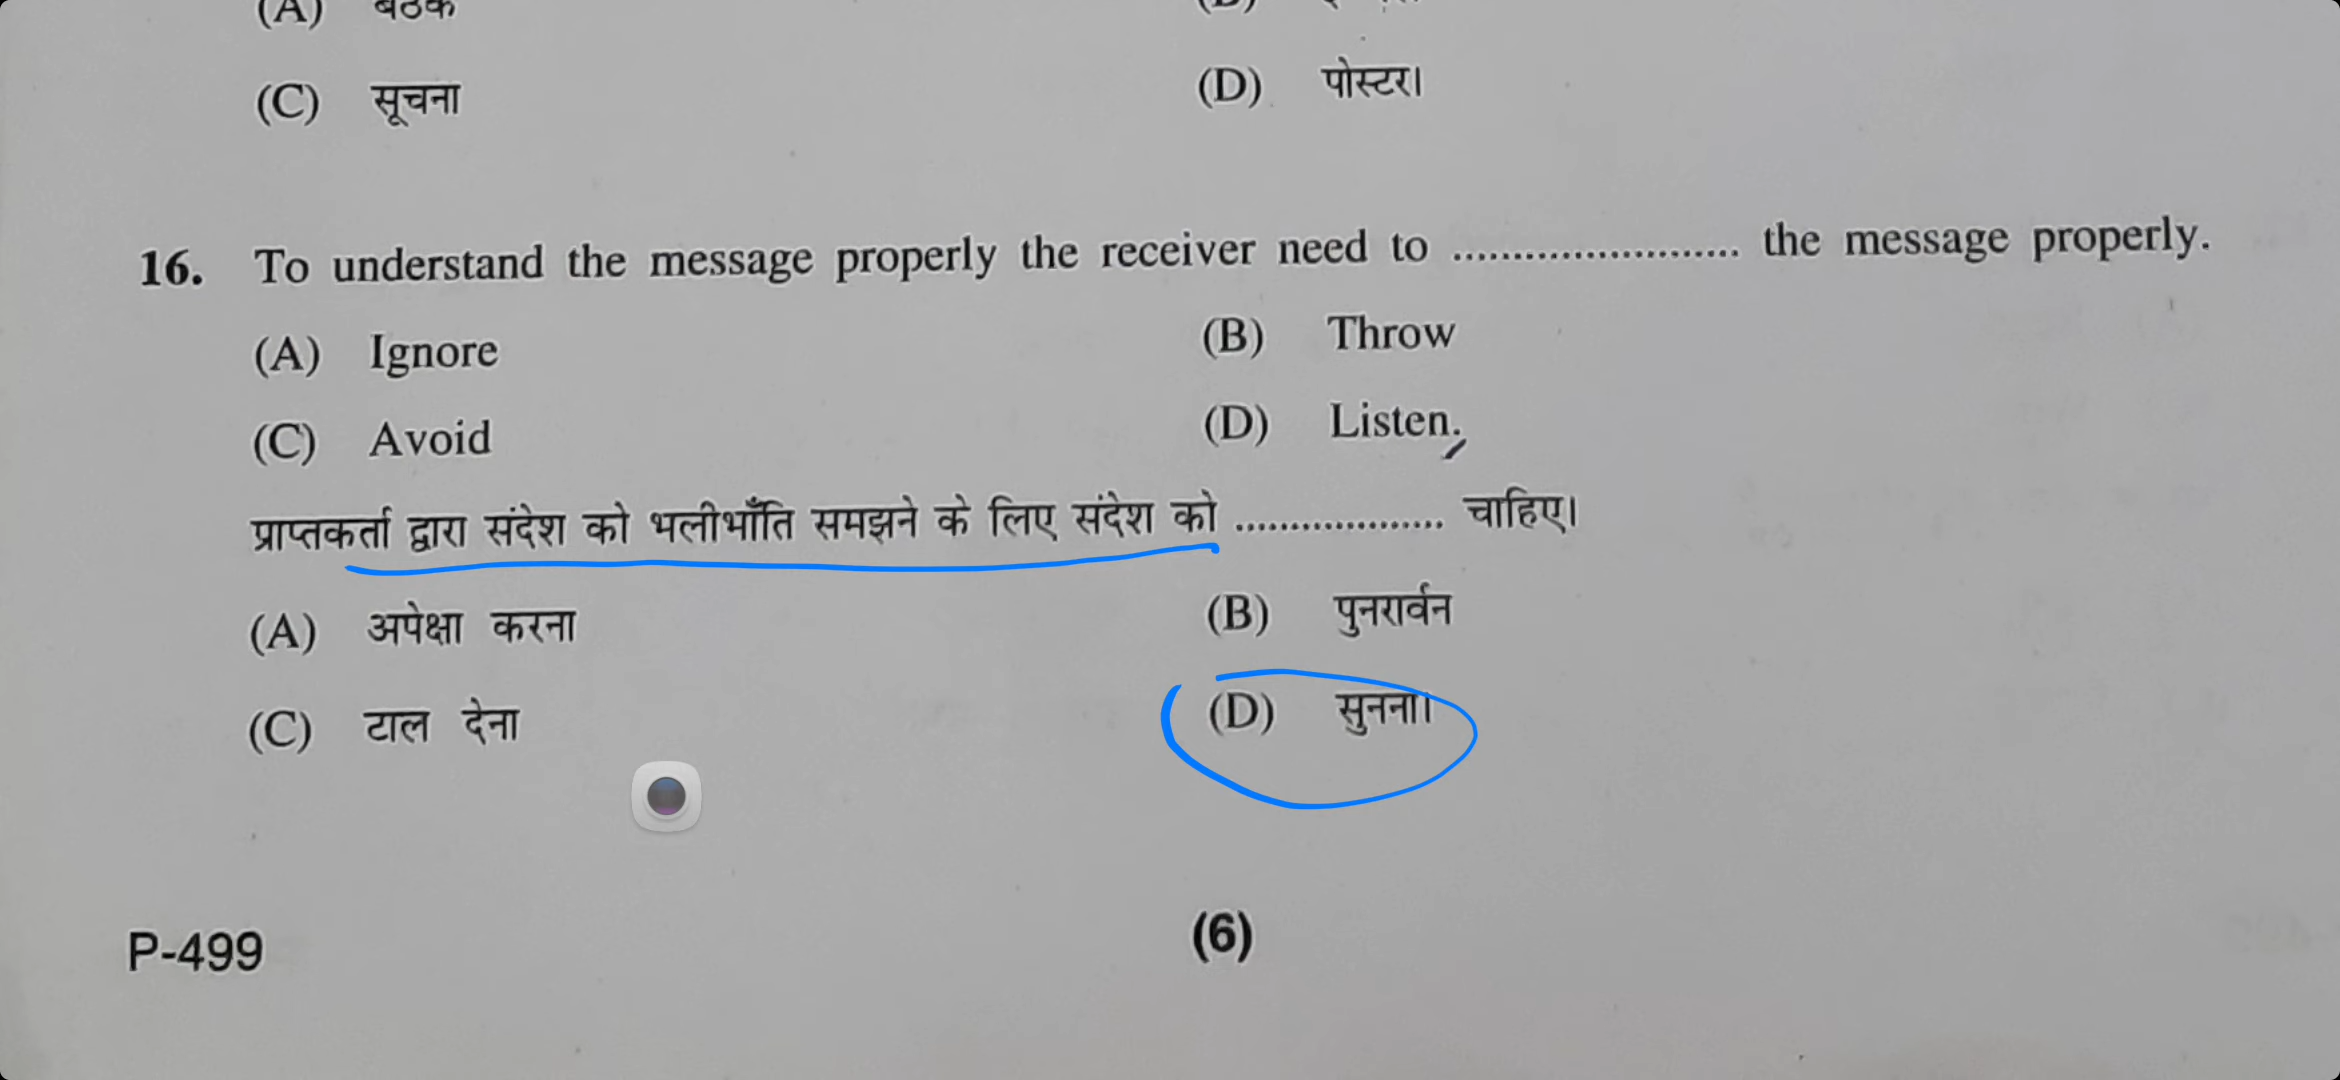 (A) बैठक
(C) सूचना (D) पोस्टर।
16. To understand the message properly the receiver need to ........................ the message properly.
(A) Ignore (B) Throw
(C) Avoid (D) Listen.
प्राप्तकर्ता द्वारा संदेश को भलीभाँति समझने के लिए संदेश को ................... चाहिए।
(A) अपेक्षा करना (B) पुनरार्वन
(C) टाल देना (D) सुनना।
P-499 (6)